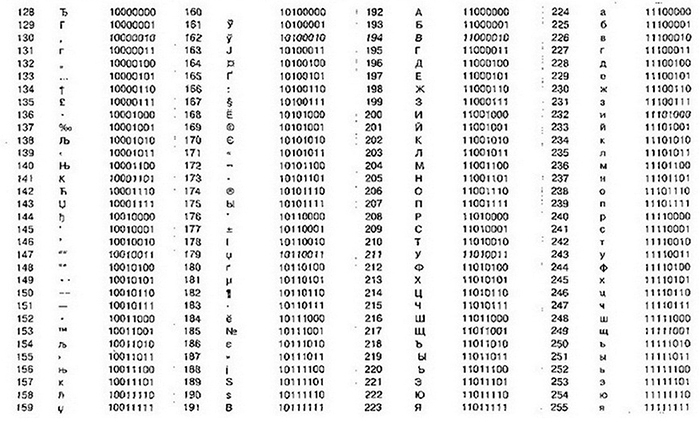 128 Ђ 10000000 160 10100000 192 А 11000000 224 а 11100000
129 Г 10000001 161 Ў 10100001 193 Б 11000001 225 б 11100001
130 ‚ 10000010 162 ў 10100010 194 В 11000010 226 в 11100010
131 г 10000011 163 Ј 10100011 195 Г 11000011 227 г 11100011
132 „ 10000100 164 ¤ 10100100 196 Д 11000100 228 д 11100100
133 … 10000101 165 Ґ 10100101 197 Е 11000101 229 е 11100101
134 † 10000110 166 ¦ 10100110 198 Ж 11000110 230 ж 11100110
135 £ 10000111 167 § 10100111 199 З 11000111 231 з 11100111
136 10001000 168 Ё 10101000 200 И 11001000 232 и 11101000
137 ‰ 10001001 169 © 10101001 201 Й 11001001 233 й 11101001
138 Љ 10001010 170 Є 10101010 202 К 11001010 234 к 11101010
139 ‹ 10001011 171 « 10101011 203 Л 11001011 235 л 11101011
140 Њ 10001100 172 ¬ 10101100 204 М 11001100 236 м 11101100
141 К 10001101 173 - 10101101 205 Н 11001101 237 н 11101101
142 Ћ 10001110 174 ® 10101110 206 О 11001110 238 о 11101110
143 Џ 10001111 175 Ы 10101111 207 П 11001111 239 п 11101111
144 ђ 10010000 176 ° 10110000 208 Р 11010000 240 р 11110000
145 ‘ 10010001 177 ± 10110001 209 С 11010001 241 с 11110001
146 ’ 10010010 178 І 10110010 210 Т 11010010 242 т 11110010
147 “ 10010011 179 џ 10110011 211 У 11010011 243 у 11110011
148 ” 10010100 180 ґ 10110100 212 Ф 11010100 244 ф 11110100
149 10010101 181 µ 10110101 213 Х 11010101 245 х 11110101
150 – 10010110 182 ¶ 10110110 214 Ц 11010110 246 ц 11110110
151 — 10010111 183 · 10110111 215 Ч 11010111 247 ч 11110111
152 10011000 184 ё 10111000 216 Ш 11011000 248 ш 11111000
153 ™ 10011001 185 № 10111001 217 Щ 11011001 249 щ 11111001
154 љ 10011010 186 є 10111010 218 Ъ 11011010 250 ъ 11111010
155 › 10011011 187 » 10111011 219 Ы 11011011 251 ы 11111011
156 њ 10011100 188 ј 10111100 220 Ь 11011100 252 ь 11111100
157 к 10011101 189 Ѕ 10111101 221 Э 11011101 253 э 11111101
158 ћ 10011110 190 ѕ 10111110 222 Ю 11011110 254 ю 11111110
159 џ 10011111 191 В 10111111 223 Я 11011111 255 я 11111111